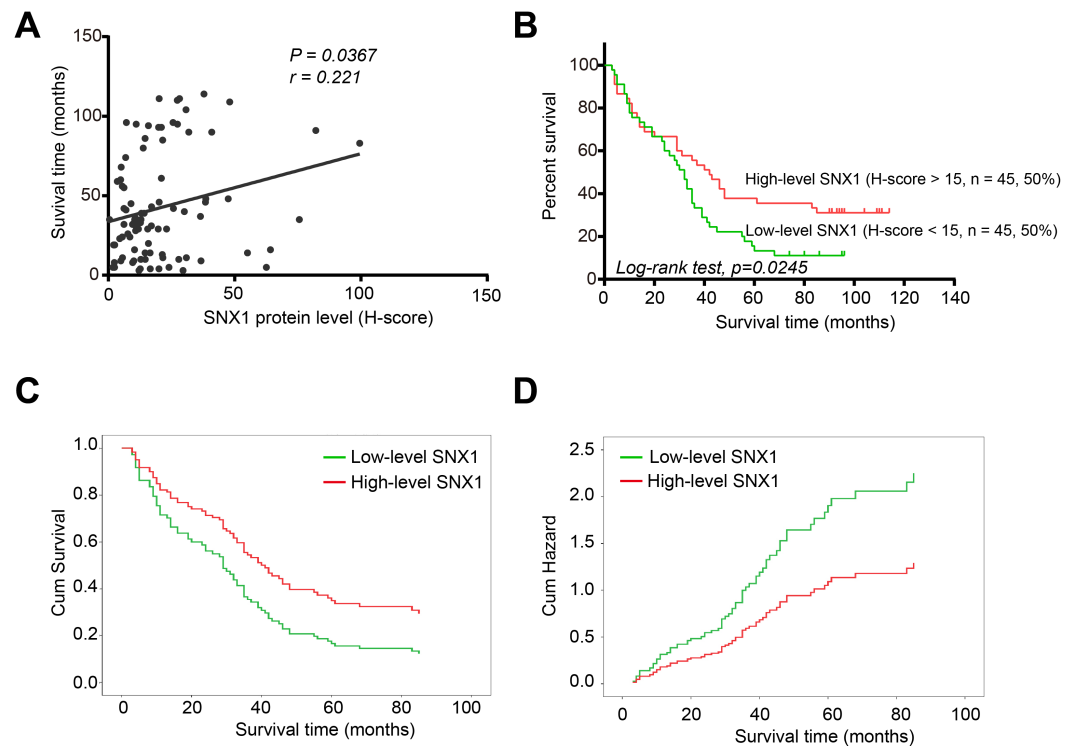 A
150
100
50
0
0
50
100
150
Suvival time (months)
SNX1 protein level (H-score)
P = 0.0367
r = 0.221
B
100
80
60
40
20
0
0
20
40
60
80
100
120
140
Percent survival
Survival time (months)
High-level SNX1 (H-score > 15, n = 45, 50%)
Low-level SNX1 (H-score < 15, n = 45, 50%)
Log-rank test, p=0.0245
C
1.0
0.8
0.6
0.4
0.2
0.0
0
20
40
60
80
100
Cum Survival
Survival time (months)
Low-level SNX1
High-level SNX1
D
2.5
2.0
1.5
1.0
0.5
0.0
0
20
40
60
80
100
Cum Hazard
Survival time (months)
Low-level SNX1
High-level SNX1